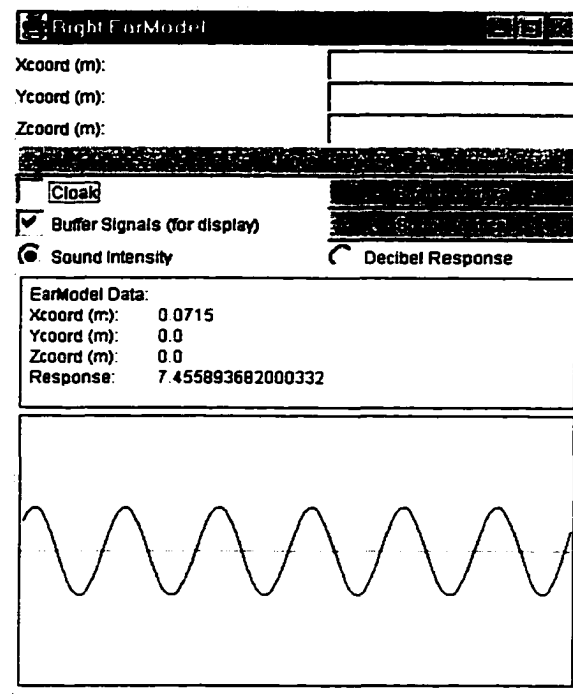 Right EarModel
Xcoord (m):
Ycoord (m):
Zcoord (m):
Cloak
Buffer Signals (for display)
Sound Intensity Decibel Response
EarModel Data:
Xcoord (m): 0.0715
Ycoord (m): 0.0
Zcoord (m): 0.0
Response: 7.455893682000332